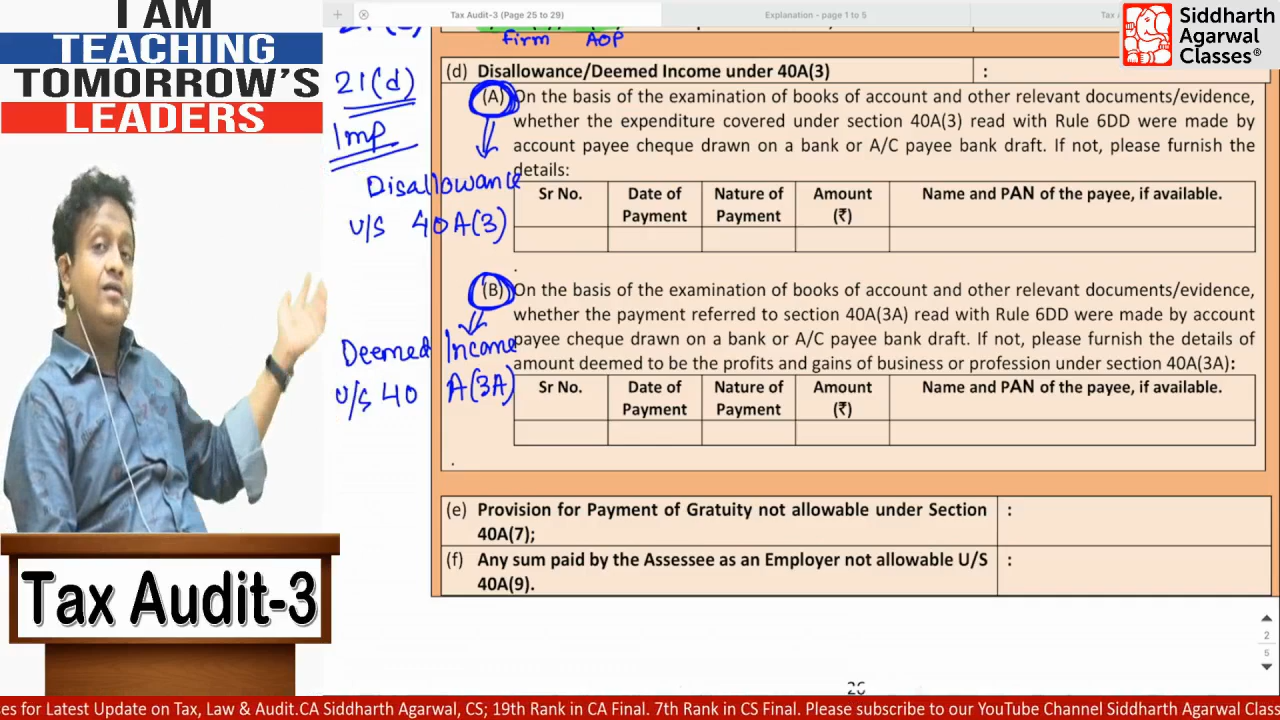 I AM
TEACHING
TOMORROW'S
LEADERS
Tax Audit-3
Tax Audit-3 (Page 25 to 29)
Explanation - page 1 to 5
Siddharth
Agarwal
Classes®
Firm AOP
21(d)
Imp
(d) Disallowance/Deemed Income under 40A(3) :
(A) On the basis of the examination of books of account and other relevant documents/evidence,
whether the expenditure covered under section 40A(3) read with Rule 6DD were made by
account payee cheque drawn on a bank or A/C payee bank draft. If not, please furnish the
details:
Disallowance
U/S 40A(3)
Sr No. Date of Payment Nature of Payment Amount (₹) Name and PAN of the payee, if available.
(B) On the basis of the examination of books of account and other relevant documents/evidence,
whether the payment referred to section 40A(3A) read with Rule 6DD were made by account
payee cheque drawn on a bank or A/C payee bank draft. If not, please furnish the details of
amount deemed to be the profits and gains of business or profession under section 40A(3A):
Deemed Income
U/S 40 A(3A)
Sr No. Date of Payment Nature of Payment Amount (₹) Name and PAN of the payee, if available.
(e) Provision for Payment of Gratuity not allowable under Section :
40A(7);
(f) Any sum paid by the Assessee as an Employer not allowable U/S :
40A(9).
2
5
es for Latest Update on Tax, Law & Audit.CA Siddharth Agarwal, CS; 19th Rank in CA Final. 7th Rank in CS Final. Please subscribe to our YouTube Channel Siddharth Agarwal Class